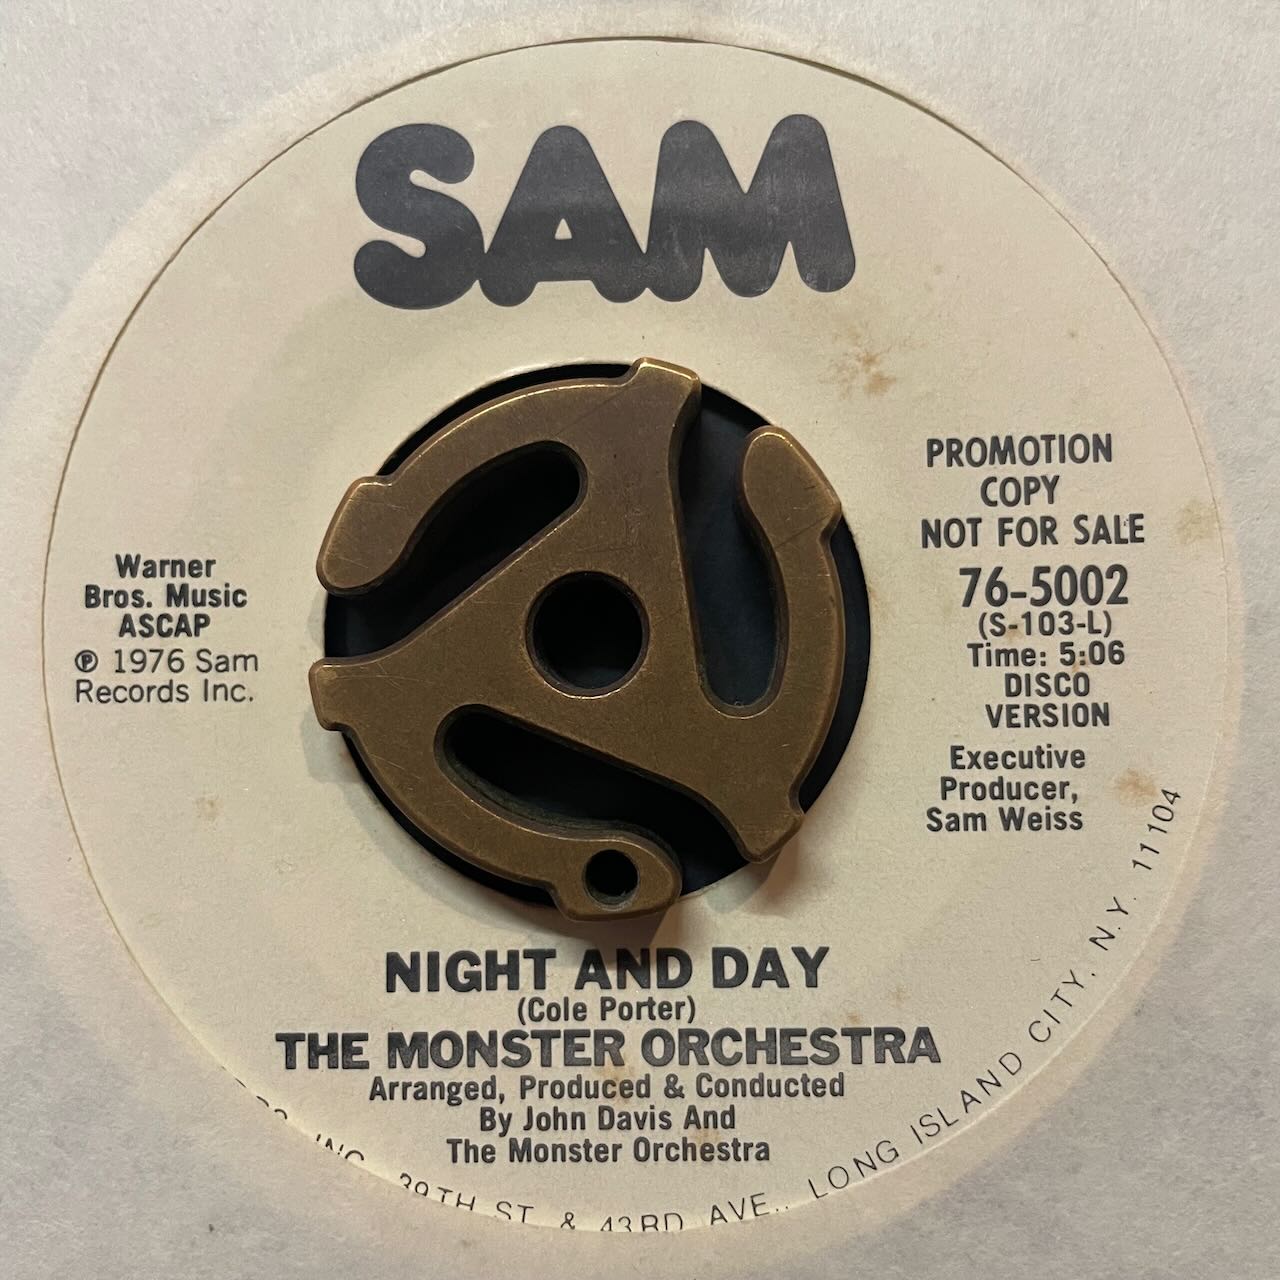 SAM
PROMOTION
COPY
NOT FOR SALE
76-5002
(S-103-L)
Time: 5:06
DISCO
VERSION
Executive
Producer,
Sam Weiss
Warner
Bros. Music
ASCAP
℗ 1976 Sam
Records Inc.
NIGHT AND DAY
(Cole Porter)
THE MONSTER ORCHESTRA
Arranged, Produced & Conducted
By John Davis And
The Monster Orchestra
INC. 39TH ST. & 43RD AVE., LONG ISLAND CITY, N.Y. 11104